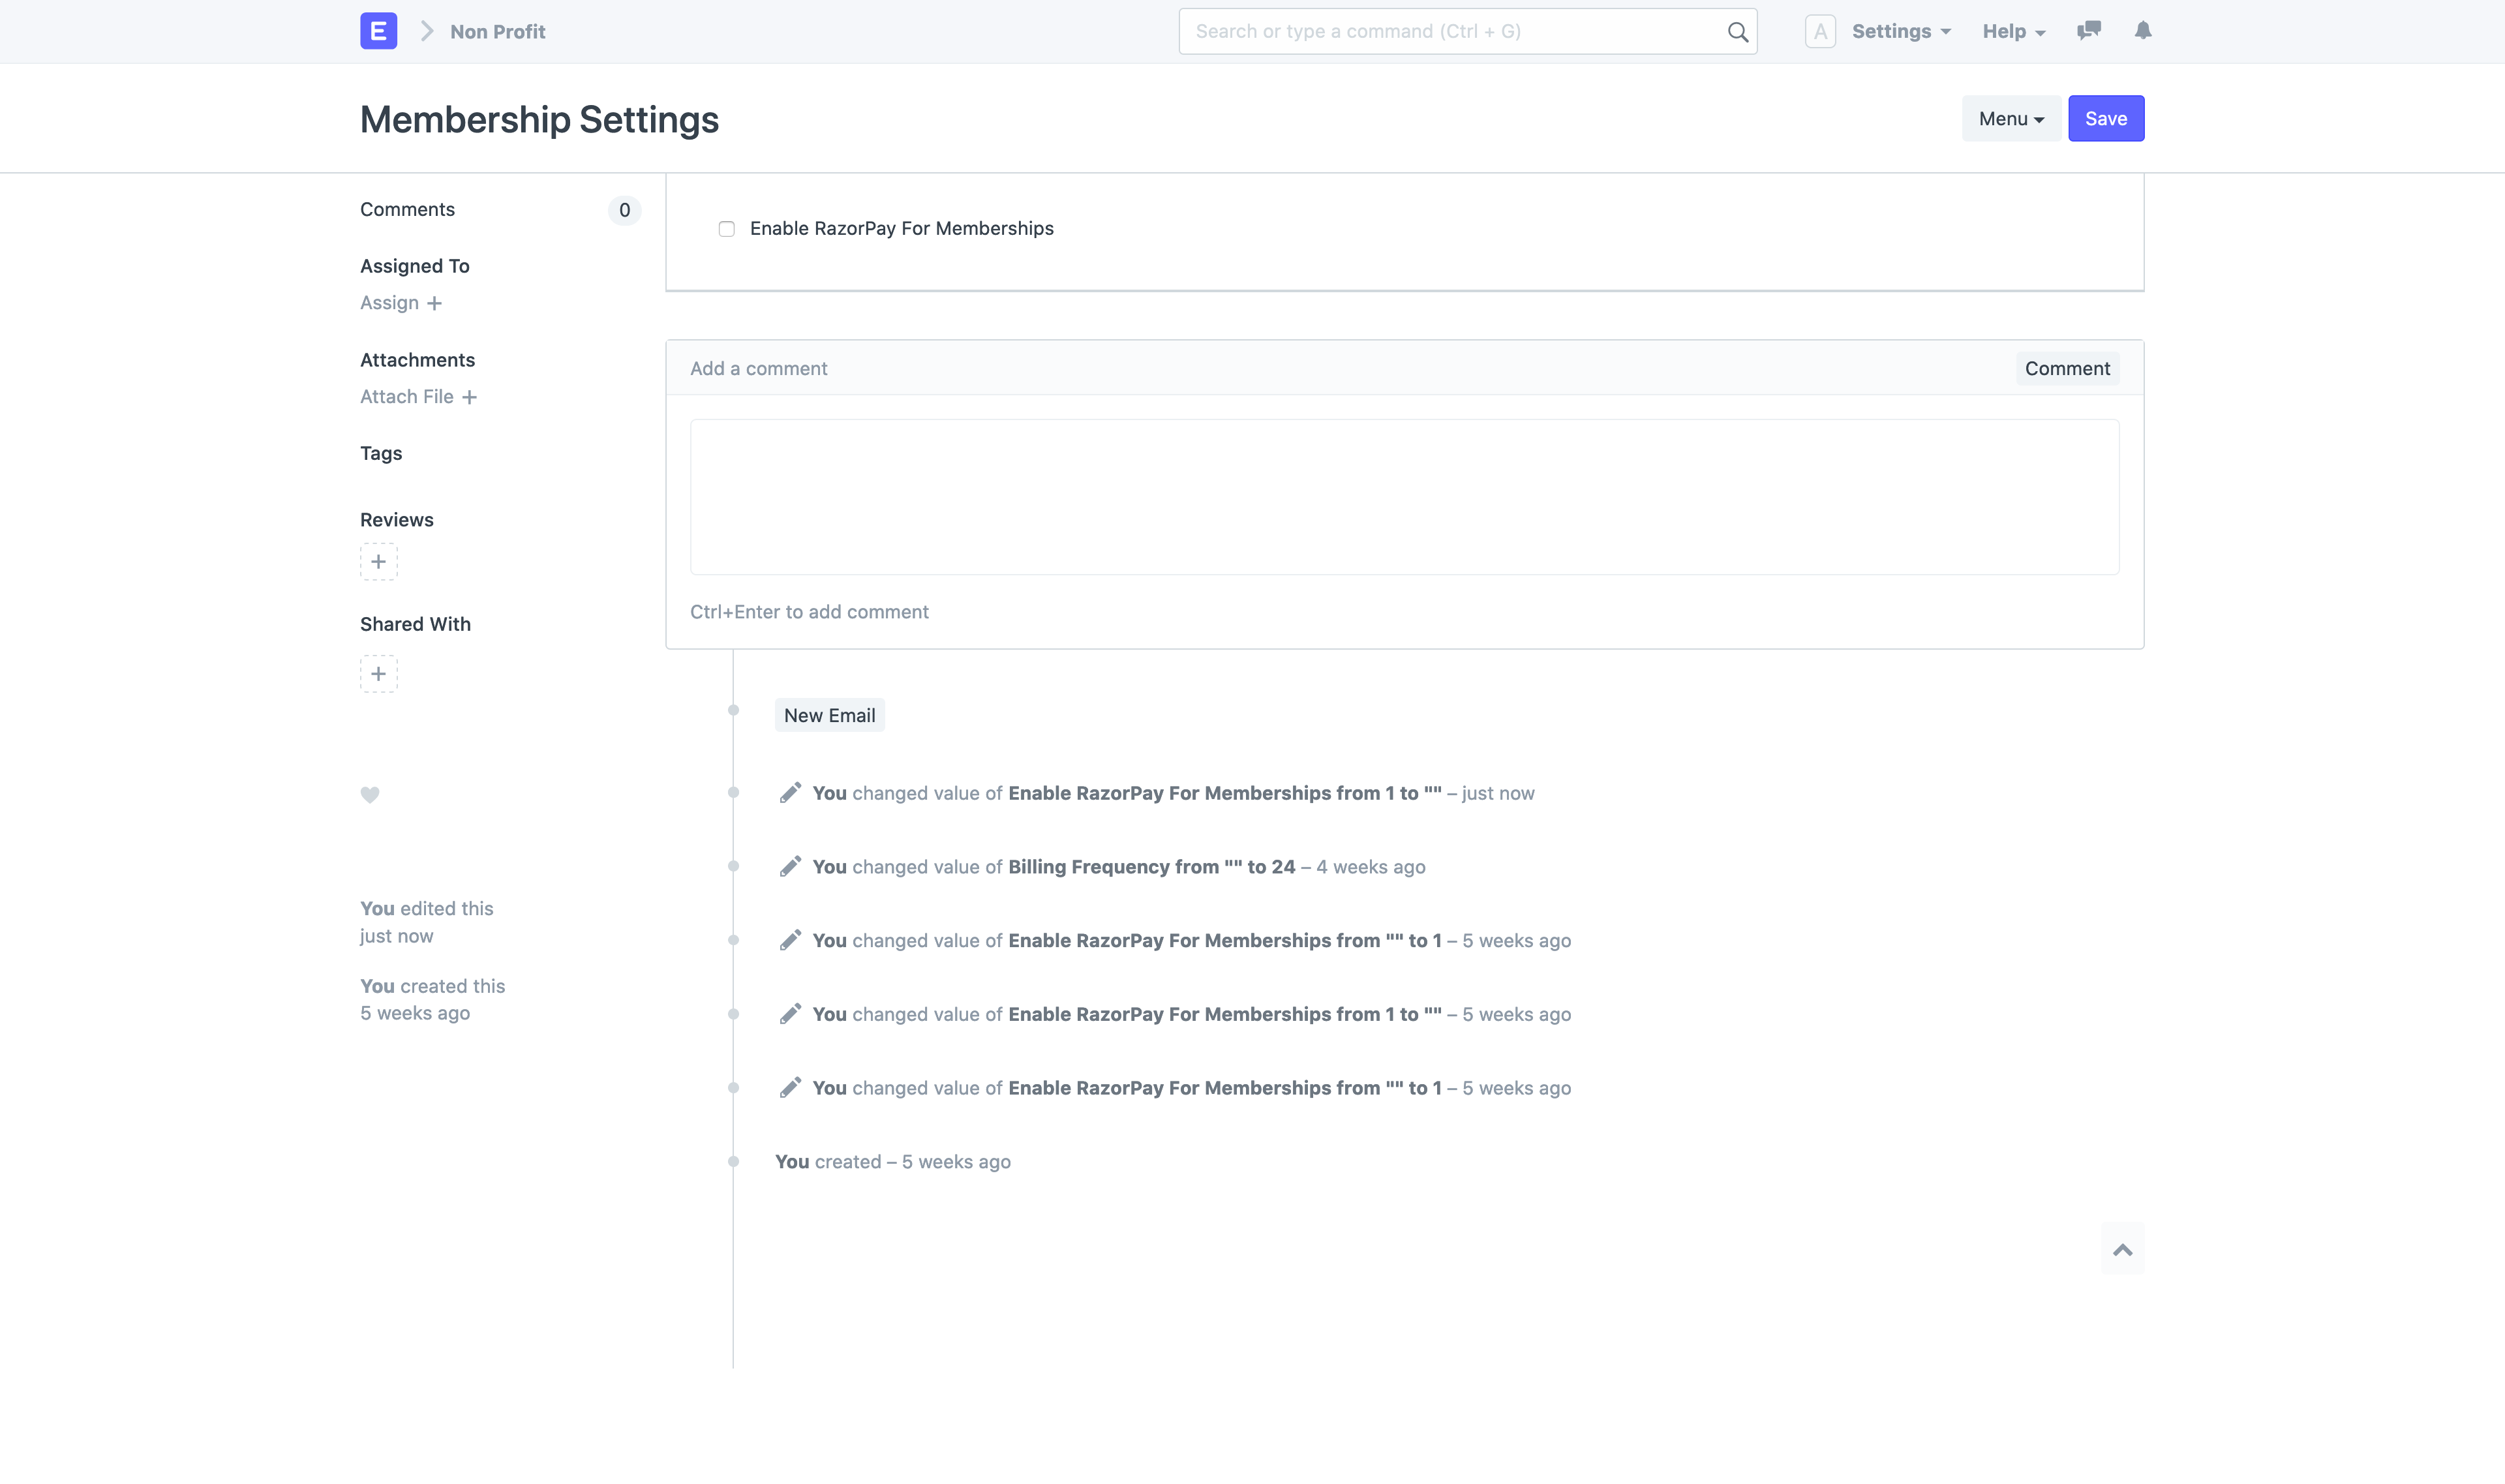 E Non Profit
Search or type a command (Ctrl + G)
A Settings Help
Membership Settings
Menu Save
Comments 0
Assigned To
Assign +
Attachments
Attach File +
Tags
Reviews
+
Shared With
+
You edited this
just now
You created this
5 weeks ago
Enable RazorPay For Memberships
Add a comment Comment
Ctrl+Enter to add comment
New Email
You changed value of Enable RazorPay For Memberships from 1 to "" – just now
You changed value of Billing Frequency from "" to 24 – 4 weeks ago
You changed value of Enable RazorPay For Memberships from "" to 1 – 5 weeks ago
You changed value of Enable RazorPay For Memberships from 1 to "" – 5 weeks ago
You changed value of Enable RazorPay For Memberships from "" to 1 – 5 weeks ago
You created – 5 weeks ago